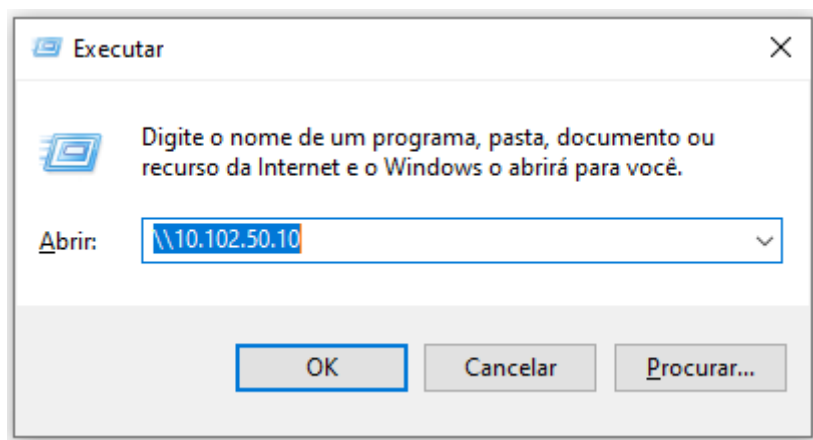 Executar
Digite o nome de um programa, pasta, documento ou
recurso da Internet e o Windows o abrirá para você.
Abrir: \\10.102.50.10
OK Cancelar Procurar...